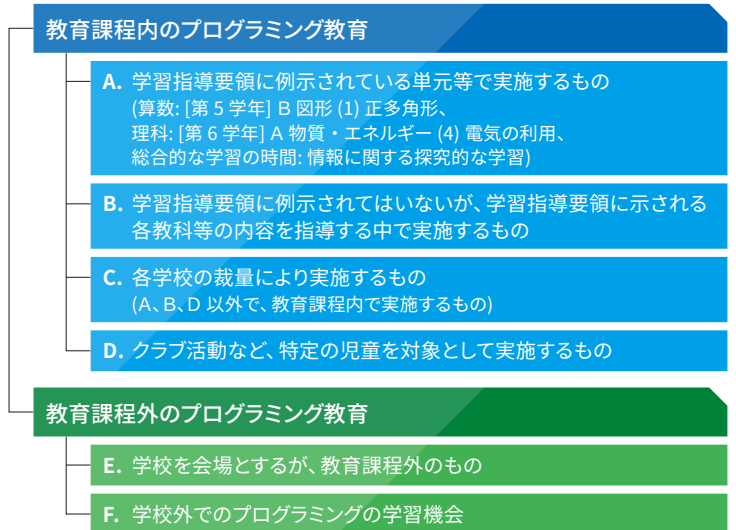 教育課程内のプログラミング教育
A. 学習指導要領に例示されている単元等で実施するもの
(算数: [第 5 学年] B 図形 (1) 正多角形、
理科: [第 6 学年] A 物質・エネルギー (4) 電気の利用、
総合的な学習の時間: 情報に関する探究的な学習)
B. 学習指導要領に例示されてはいないが、学習指導要領に示される
各教科等の内容を指導する中で実施するもの
C. 各学校の裁量により実施するもの
(A、B、D 以外で、教育課程内で実施するもの)
D. クラブ活動など、特定の児童を対象として実施するもの
教育課程外のプログラミング教育
E. 学校を会場とするが、教育課程外のもの
F. 学校外でのプログラミングの学習機会